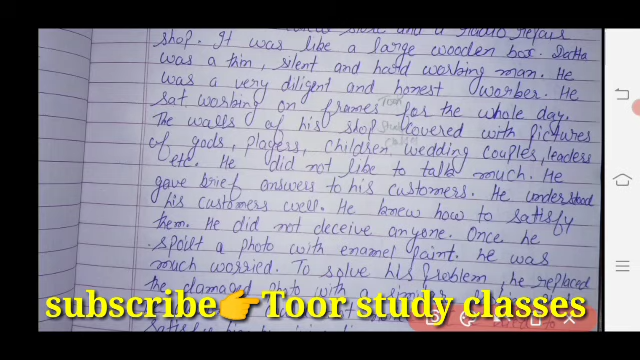 and a radio repair
shop. It was like a large wooden box. Datta
was a thin, silent and hard working man. He
was a very diligent and honest worker. He
sat working on frames for the whole day.
The walls of his shop covered with pictures
of gods, players, children wedding couples, leaders
etc. He did not like to talk much. He
gave brief answers to his customers. He understood
his customers well. He knew how to satisfy
them. He did not deceive anyone. Once he
spoilt a photo with enamel paint. he was
much worried. To solve his problem, he replaced
the damaged photo with a
subscribe👉Toor study classes